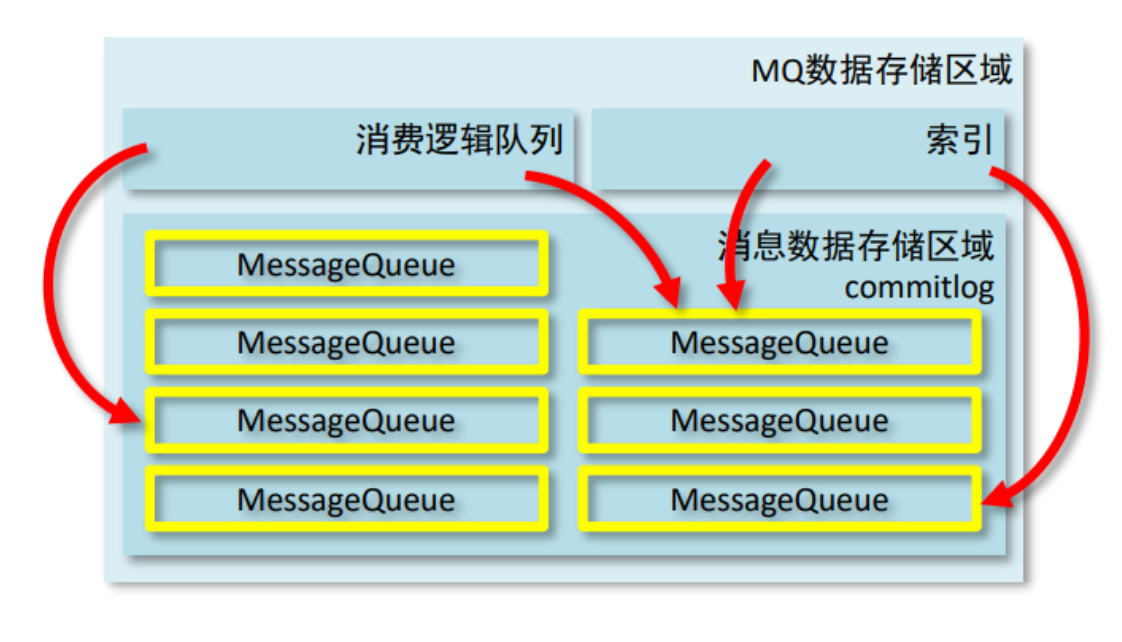 MQ数据存储区域
消费逻辑队列
索引
消息数据存储区域
commitlog
MessageQueue
MessageQueue
MessageQueue
MessageQueue
MessageQueue
MessageQueue
MessageQueue